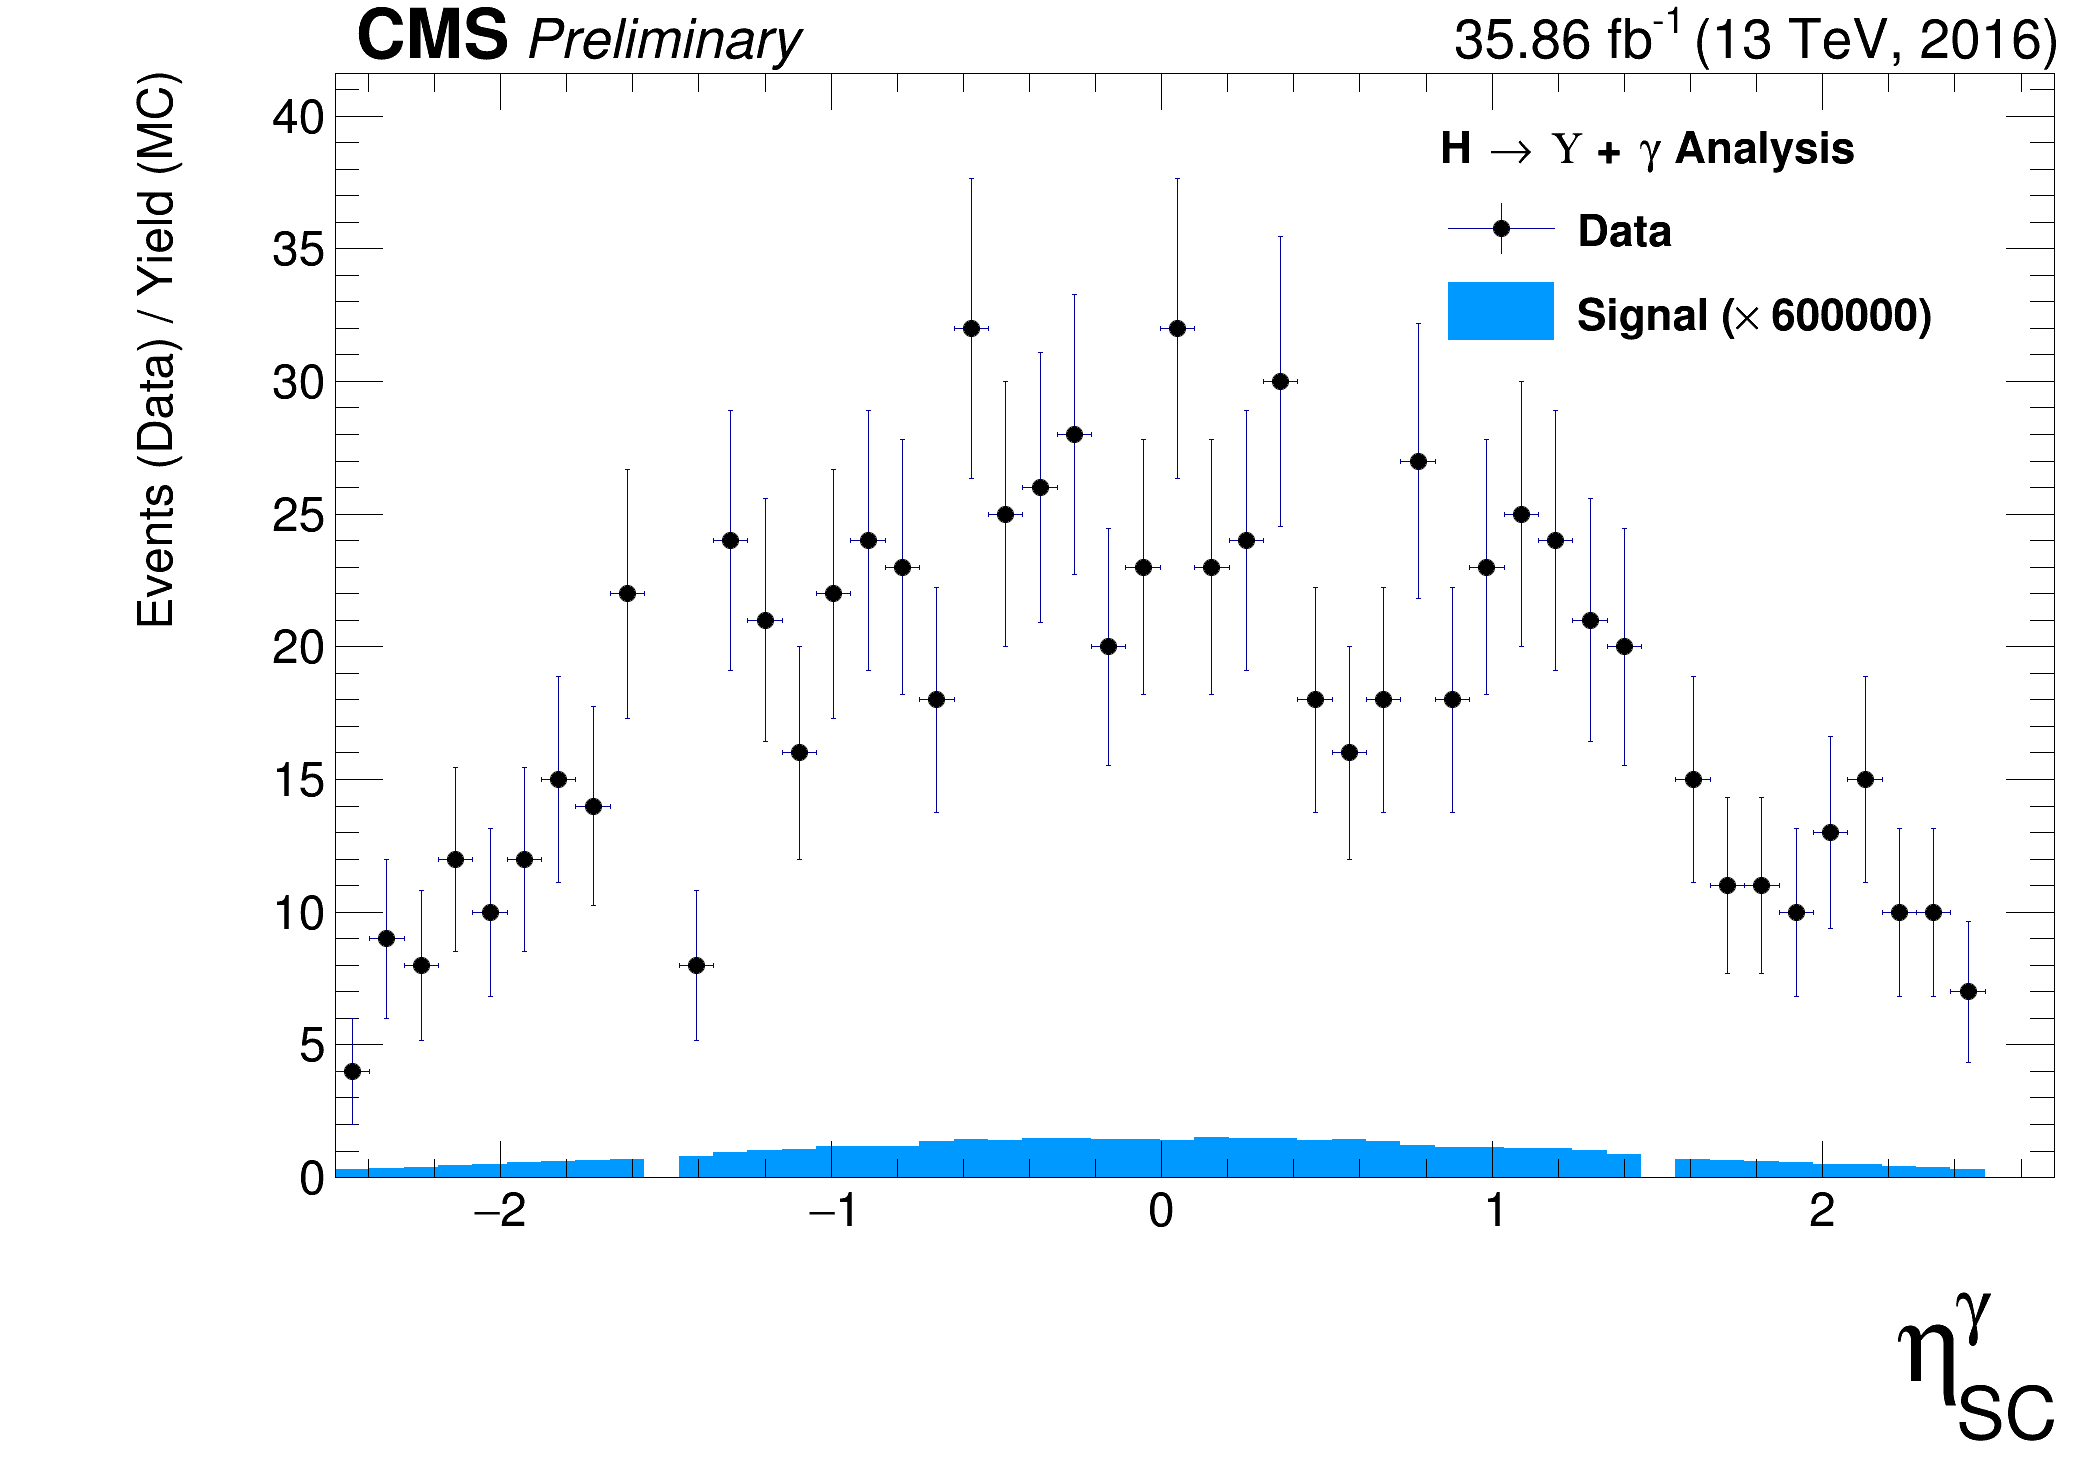 CMS Preliminary
35.86 fb⁻¹ (13 TeV, 2016)
Events (Data) / Yield (MC)
40
35
30
25
20
15
10
5
0
H → Υ + γ Analysis
Data
Signal (× 600000)
−2 −1 0 1 2
η^γ_SC